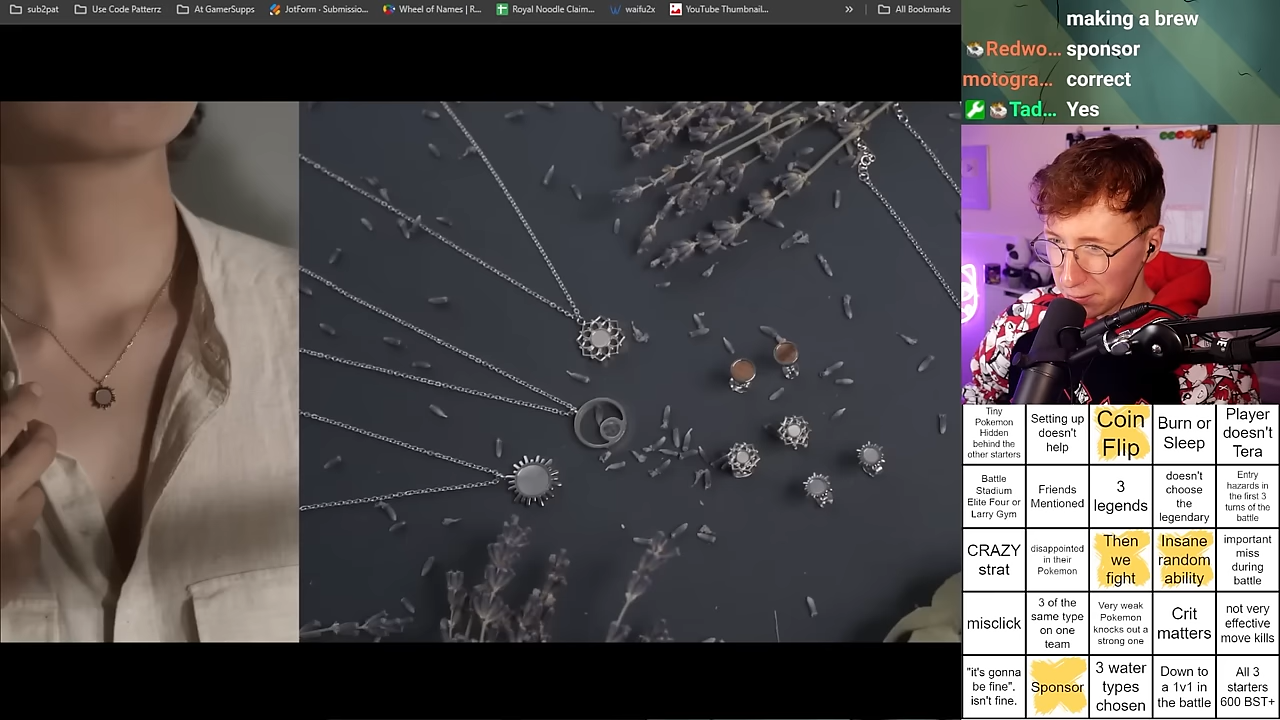 sub2pat
Use Code Patterrz
At GamerSupps
JotForm · Submissio...
Wheel of Names | R...
Royal Noodle Claim...
waifu2x
YouTube Thumbnail...
»
All Bookmarks
making a brew
Redwo... sponsor
motogra... correct
Tad... Yes
Tiny
Pokemon
Hidden
behind the
other starters
Setting up
doesn't
help
Coin
Flip
Burn or
Sleep
Player
doesn't
Tera
Battle
Stadium
Elite Four or
Larry Gym
Friends
Mentioned
3
legends
doesn't
choose
the
legendary
Entry
hazards in
the first 3
turns of the
battle
CRAZY
strat
disappointed
in their
Pokemon
Then
we
fight
Insane
random
ability
important
miss
during
battle
misclick
3 of the
same type
on one
team
Very weak
Pokemon
knocks out a
strong one
Crit
matters
not very
effective
move kills
"it's gonna
be fine".
isn't fine.
Sponsor
3 water
types
chosen
Down to
a 1v1 in
the battle
All 3
starters
600 BST+